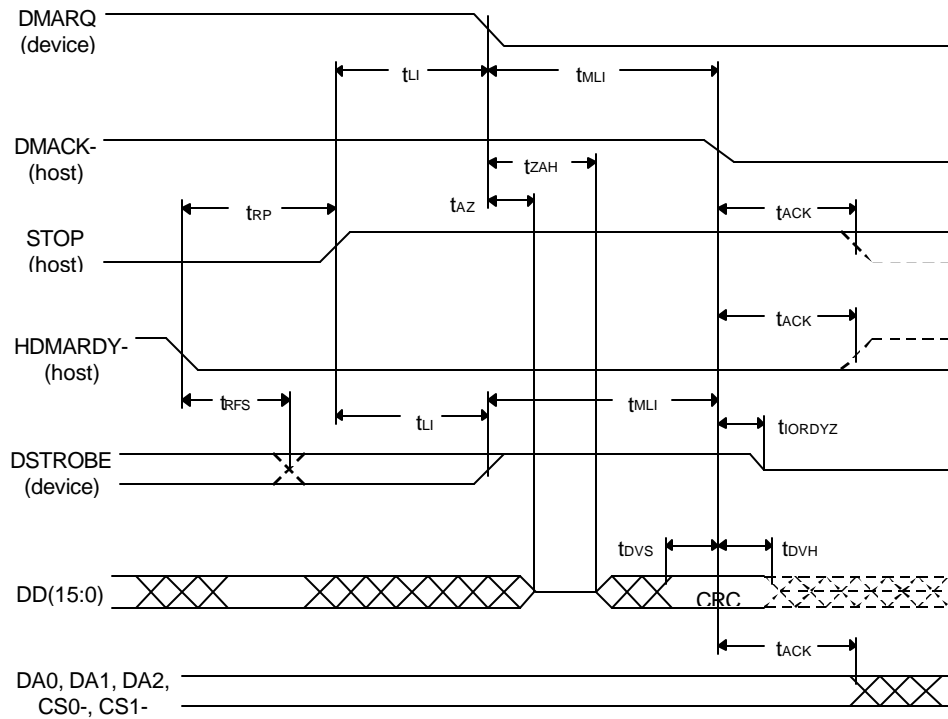 DMARQ
(device)
tLI
tMLI
DMACK-
(host)
tZAH
tAZ
tRP
tACK
STOP
(host)
tACK
HDMARDY-
(host)
tRFS
tLI
tMLI
tIORDYZ
DSTROBE
(device)
tDVS
tDVH
DD(15:0)
CRC
tACK
DA0, DA1, DA2,
CS0-, CS1-